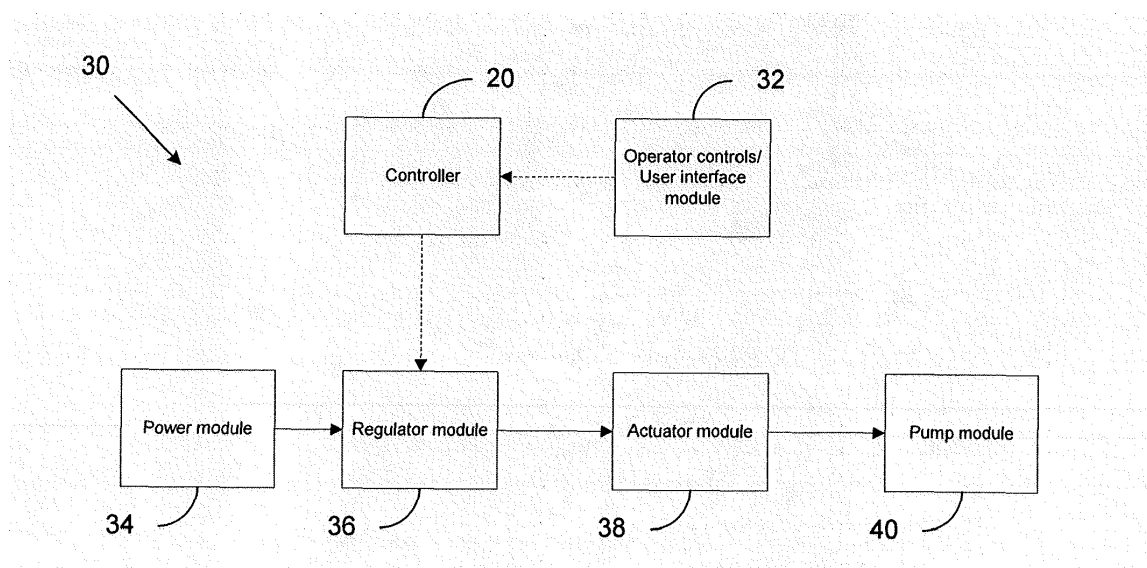 30
20
32
Controller
Operator controls/
User interface
module
Power module
Regulator module
Actuator module
Pump module
34
36
38
40